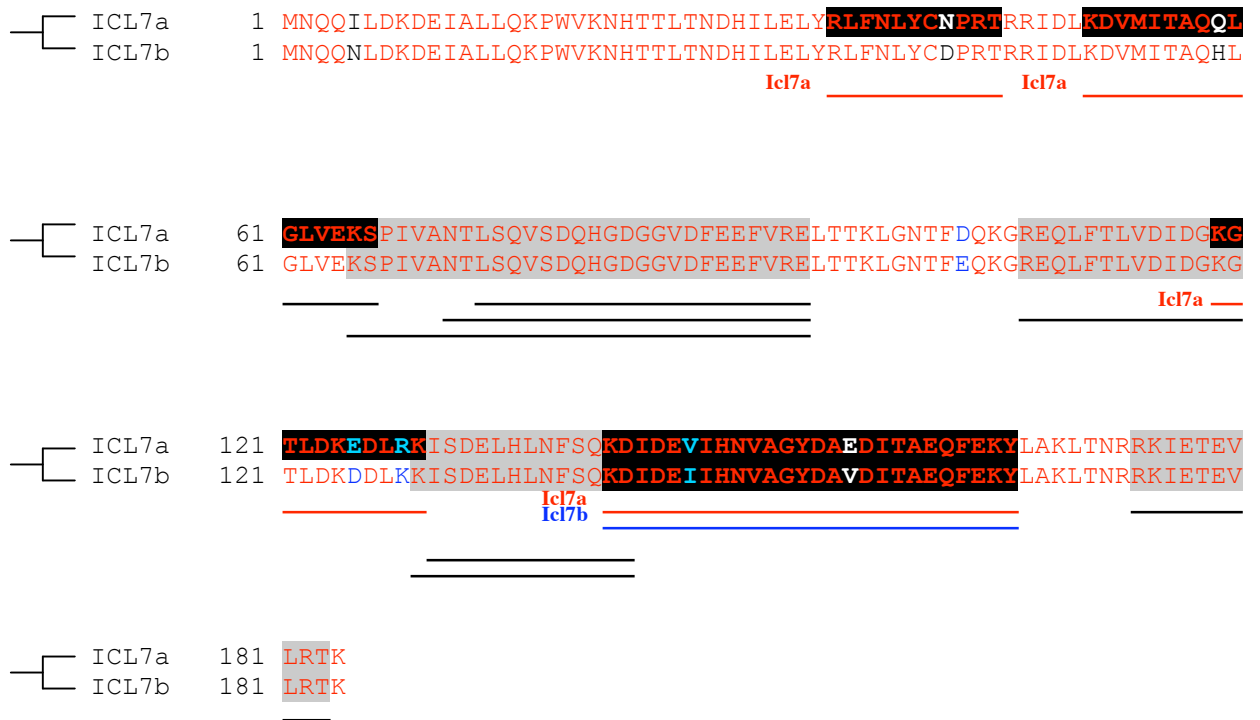 ICL7a 1 MNQQILDKDEIALLQKPWVKNHTTLTNDHILELYRLFNLYCNPRTRRIDLKDVMITAQQL
ICL7b 1 MNQQNLDKDEIALLQKPWVKNHTTLTNDHILELYRLFNLYCDPRTRRIDLKDVMITAQHL
Icl7a Icl7a
ICL7a 61 GLVEKSPIVANTLSQVSDQHGDGGVDFEEFVRELTTKLGNTFDQKGREQLFTLVDIDGKG
ICL7b 61 GLVEKSPIVANTLSQVSDQHGDGGVDFEEFVRELTTKLGNTFEQKGREQLFTLVDIDGKG
Icl7a
ICL7a 121 TLDKEDLRKISDELHLNFSQKDIDEVIHNVAGYDAEDITAEQFEKYLAKLTNRRKIETEV
ICL7b 121 TLDKDDLKKISDELHLNFSQKDIDEIIHNVAGYDAVDITAEQFEKYLAKLTNRRKIETEV
Icl7a
Icl7b
ICL7a 181 LRTK
ICL7b 181 LRTK